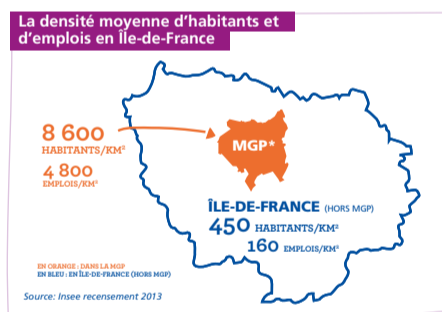 La densité moyenne d'habitants et
d'emplois en Île-de-France
8 600
HABITANTS/KM²
4 800
EMPLOIS/KM²
MGP*
ÎLE-DE-FRANCE (HORS MGP)
450 HABITANTS/KM²
160 EMPLOIS/KM²
EN ORANGE : DANS LA MGP
EN BLEU : EN ÎLE-DE-FRANCE (HORS MGP)
Source: Insee recensement 2013